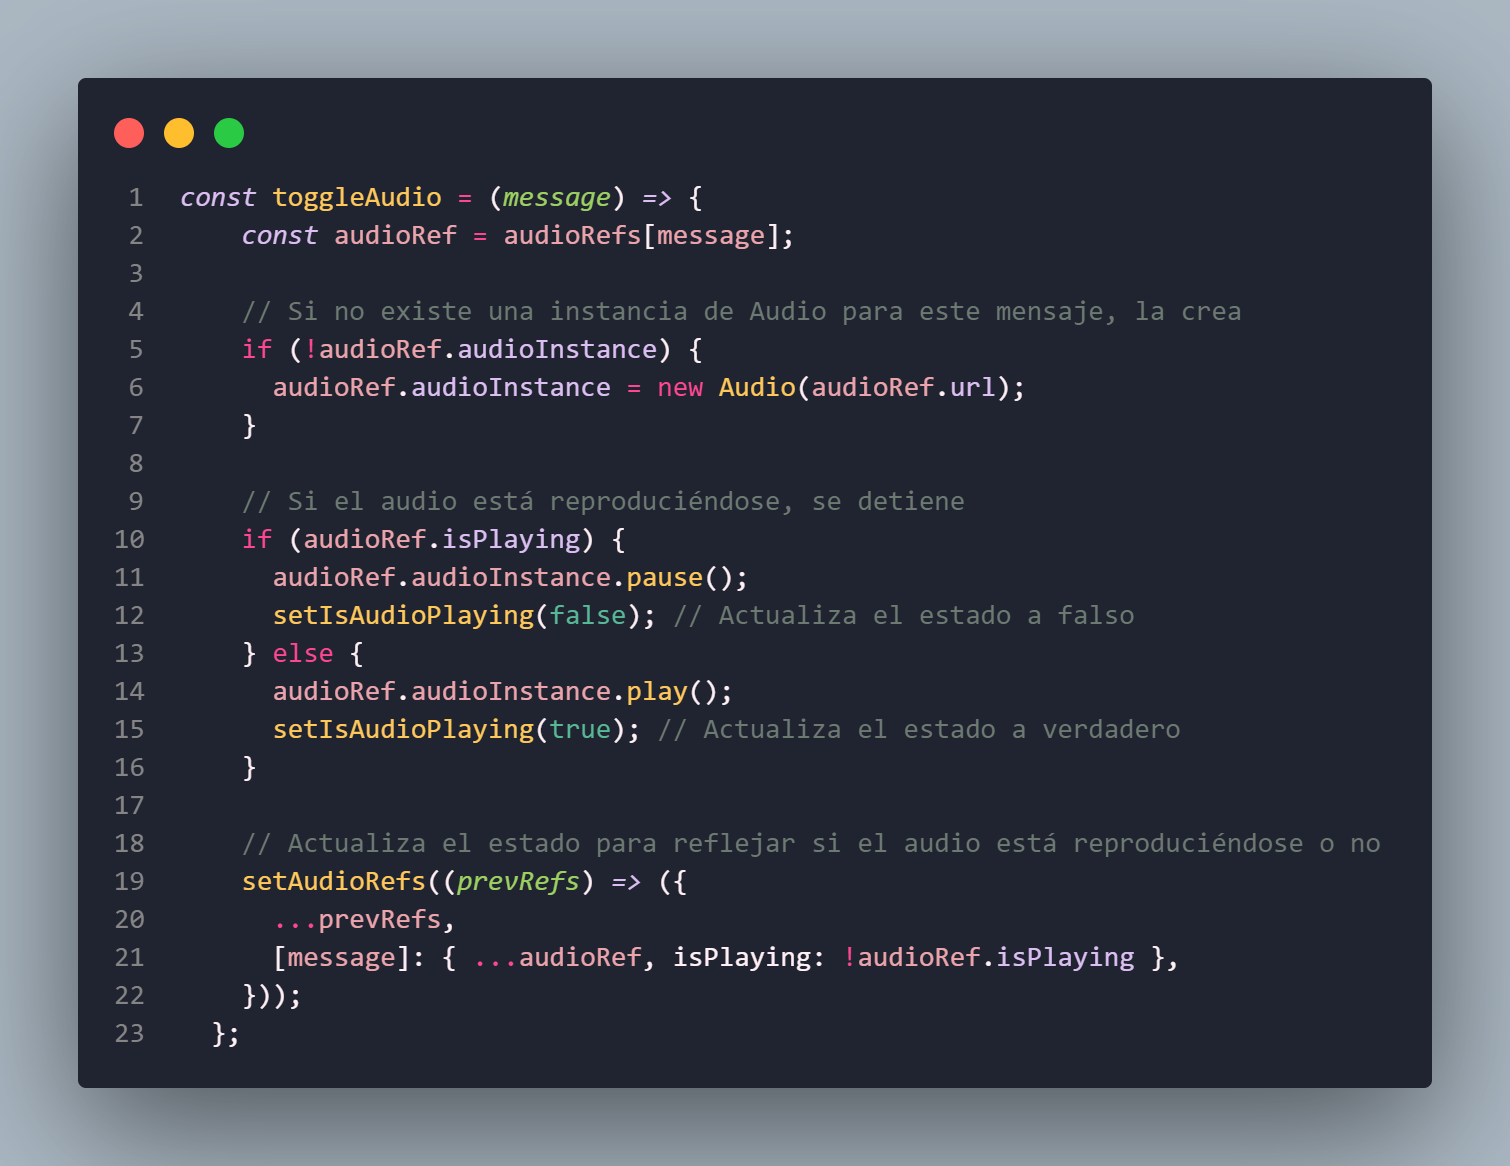 1 const toggleAudio = (message) => {
2 const audioRef = audioRefs[message];
3
4 // Si no existe una instancia de Audio para este mensaje, la crea
5 if (!audioRef.audioInstance) {
6 audioRef.audioInstance = new Audio(audioRef.url);
7 }
8
9 // Si el audio está reproduciéndose, se detiene
10 if (audioRef.isPlaying) {
11 audioRef.audioInstance.pause();
12 setIsAudioPlaying(false); // Actualiza el estado a falso
13 } else {
14 audioRef.audioInstance.play();
15 setIsAudioPlaying(true); // Actualiza el estado a verdadero
16 }
17
18 // Actualiza el estado para reflejar si el audio está reproduciéndose o no
19 setAudioRefs((prevRefs) => ({
20 ...prevRefs,
21 [message]: { ...audioRef, isPlaying: !audioRef.isPlaying },
22 }));
23 };